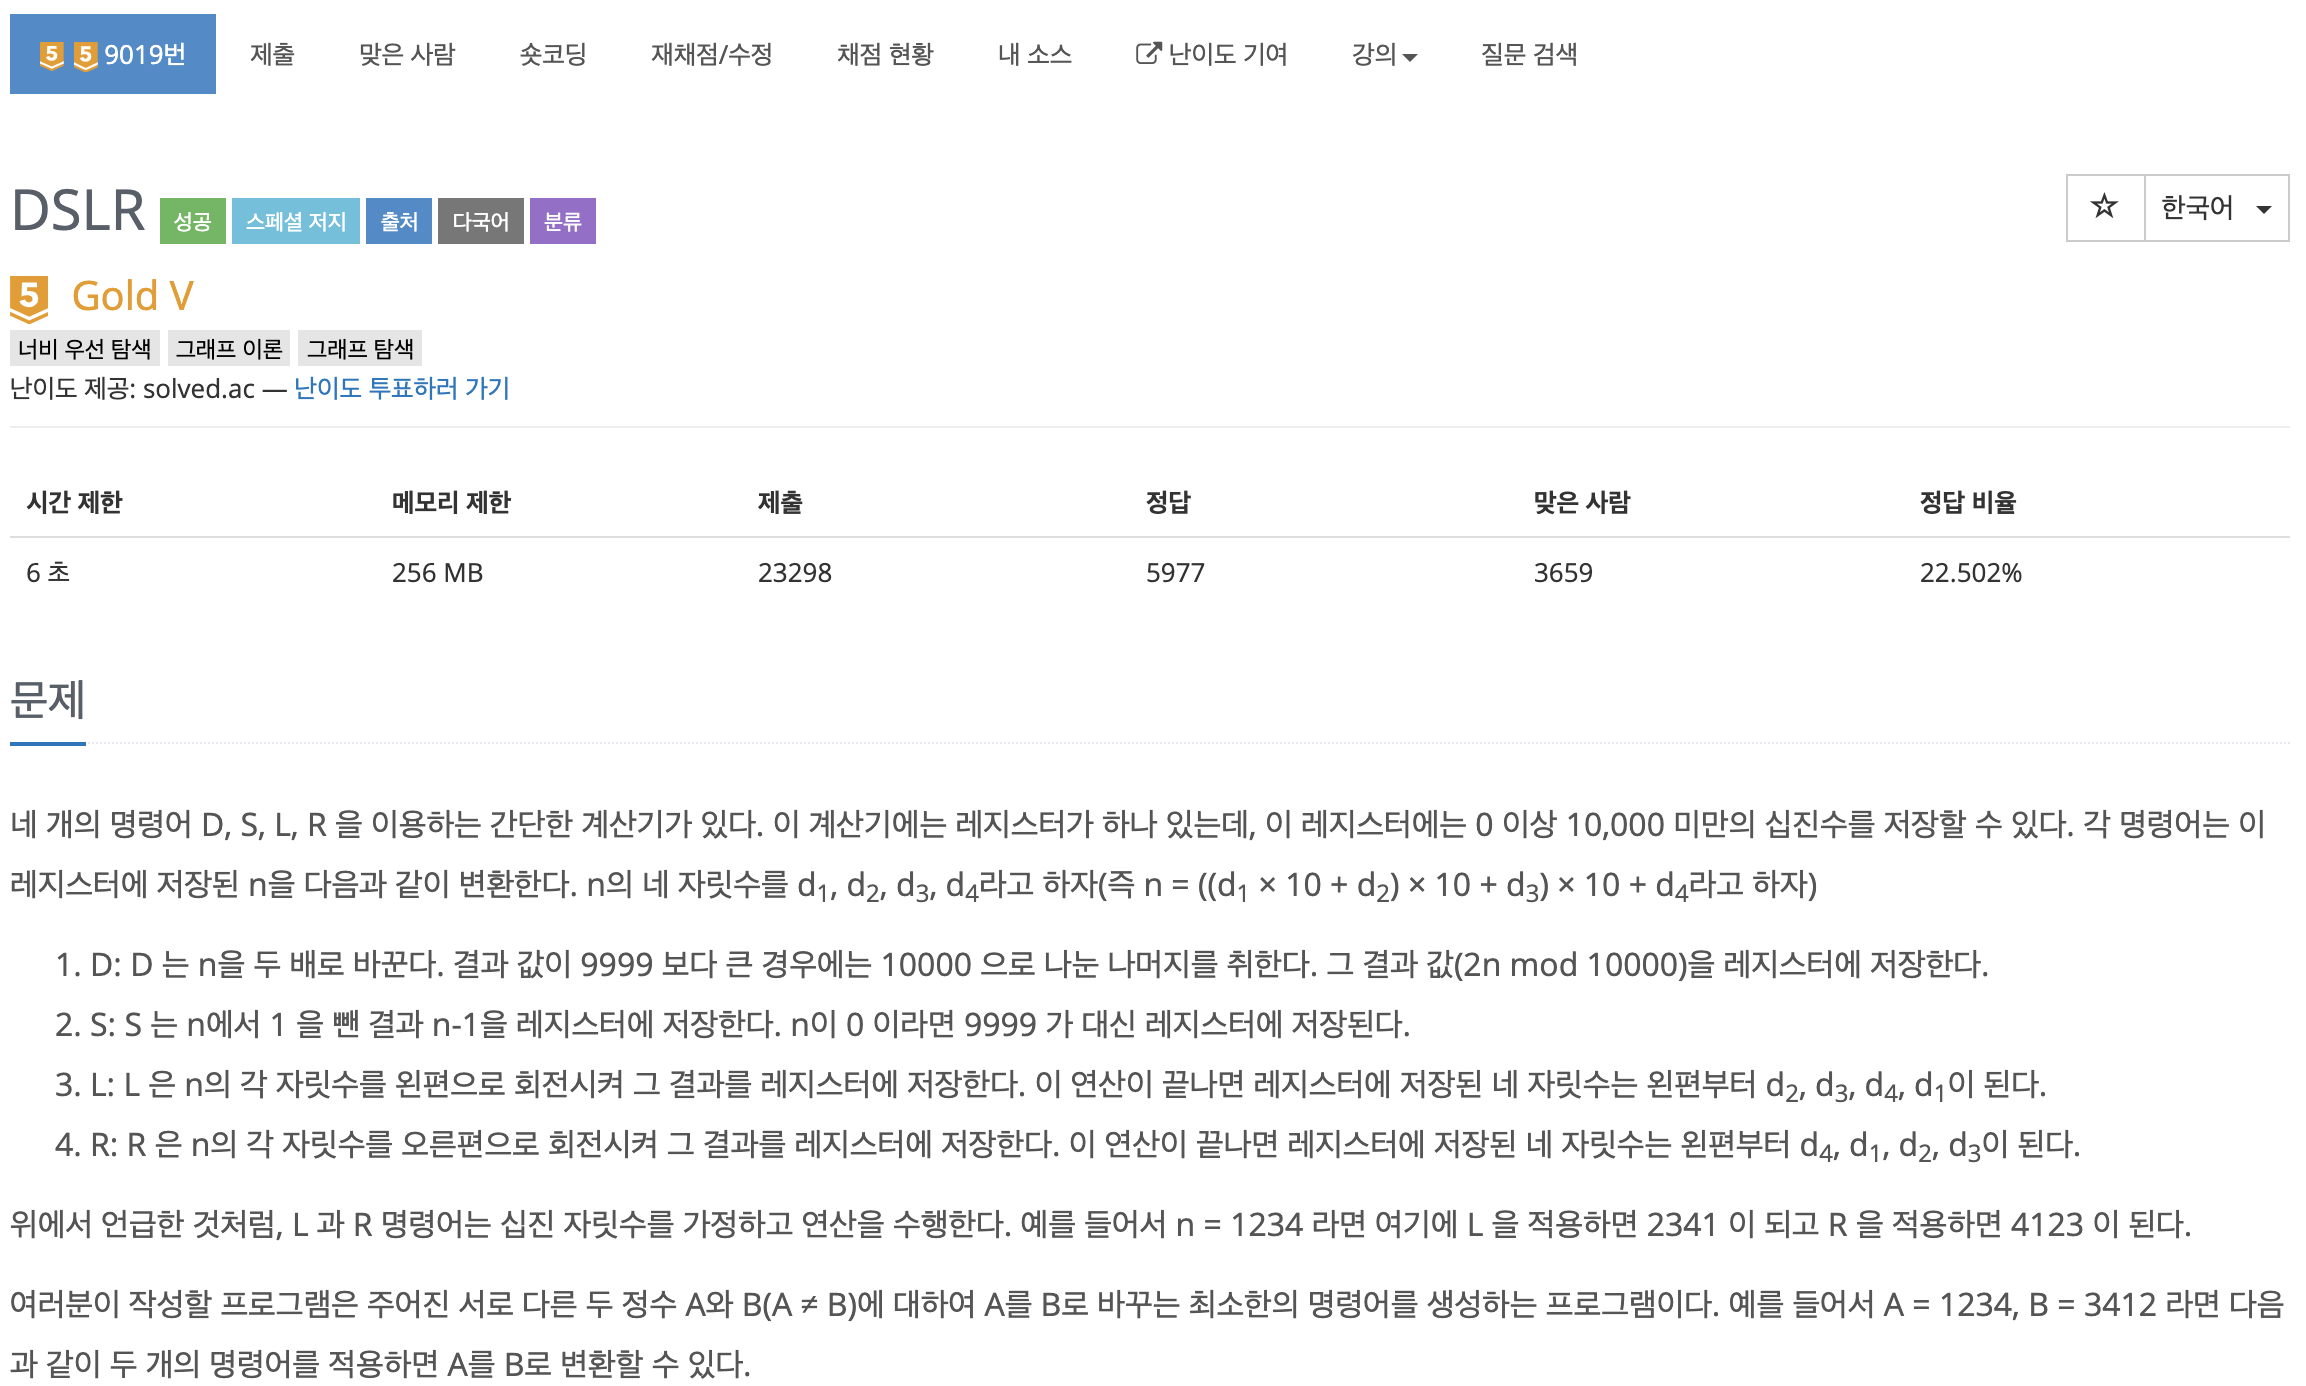 5 5 9019번 제출 맞은 사람 숏코딩 재채점/수정 채점 현황 내 소스 난이도 기여 강의 질문 검색
DSLR 성공 스페셜 저지 출처 다국어 분류 한국어
5 Gold V
너비 우선 탐색 그래프 이론 그래프 탐색
난이도 제공: solved.ac — 난이도 투표하러 가기
시간 제한 메모리 제한 제출 정답 맞은 사람 정답 비율
6 초 256 MB 23298 5977 3659 22.502%
문제
네 개의 명령어 D, S, L, R 을 이용하는 간단한 계산기가 있다. 이 계산기에는 레지스터가 하나 있는데, 이 레지스터에는 0 이상 10,000 미만의 십진수를 저장할 수 있다. 각 명령어는 이
레지스터에 저장된 n을 다음과 같이 변환한다. n의 네 자릿수를 d1, d2, d3, d4라고 하자(즉 n = ((d1 × 10 + d2) × 10 + d3) × 10 + d4라고 하자)
1. D: D 는 n을 두 배로 바꾼다. 결과 값이 9999 보다 큰 경우에는 10000 으로 나눈 나머지를 취한다. 그 결과 값(2n mod 10000)을 레지스터에 저장한다.
2. S: S 는 n에서 1 을 뺀 결과 n-1을 레지스터에 저장한다. n이 0 이라면 9999 가 대신 레지스터에 저장된다.
3. L: L 은 n의 각 자릿수를 왼편으로 회전시켜 그 결과를 레지스터에 저장한다. 이 연산이 끝나면 레지스터에 저장된 네 자릿수는 왼편부터 d2, d3, d4, d1이 된다.
4. R: R 은 n의 각 자릿수를 오른편으로 회전시켜 그 결과를 레지스터에 저장한다. 이 연산이 끝나면 레지스터에 저장된 네 자릿수는 왼편부터 d4, d1, d2, d3이 된다.
위에서 언급한 것처럼, L 과 R 명령어는 십진 자릿수를 가정하고 연산을 수행한다. 예를 들어서 n = 1234 라면 여기에 L 을 적용하면 2341 이 되고 R 을 적용하면 4123 이 된다.
여러분이 작성할 프로그램은 주어진 서로 다른 두 정수 A와 B(A ≠ B)에 대하여 A를 B로 바꾸는 최소한의 명령어를 생성하는 프로그램이다. 예를 들어서 A = 1234, B = 3412 라면 다음
과 같이 두 개의 명령어를 적용하면 A를 B로 변환할 수 있다.